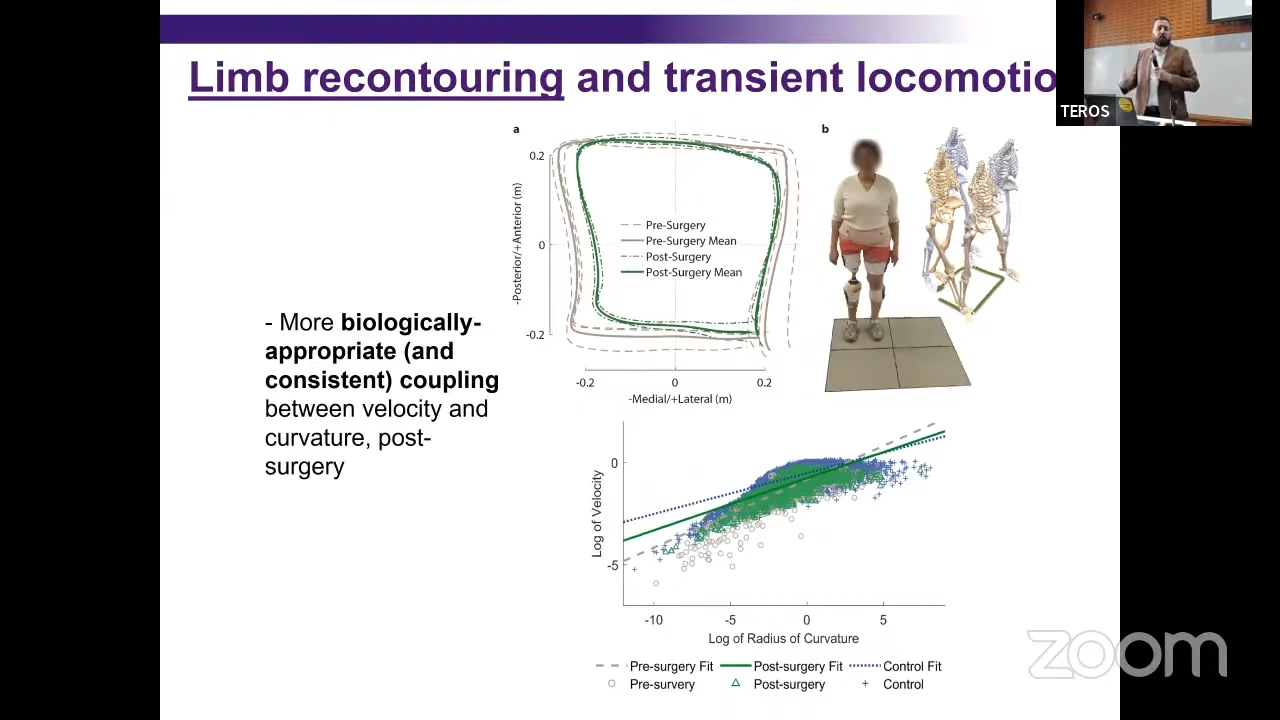 Limb recontouring and transient locomotio
TEROS
- More biologically-
appropriate (and
consistent) coupling
between velocity and
curvature, post-
surgery
a
-Posterior/+Anterior (m)
0.2
0
-0.2
Pre-Surgery
Pre-Surgery Mean
Post-Surgery
Post-Surgery Mean
-0.2
0
0.2
-Medial/+Lateral (m)
b
Log of Velocity
0
-5
-10
-5
0
5
Log of Radius of Curvature
Pre-surgery Fit
Post-surgery Fit
Control Fit
Pre-survery
Post-surgery
Control
zoom